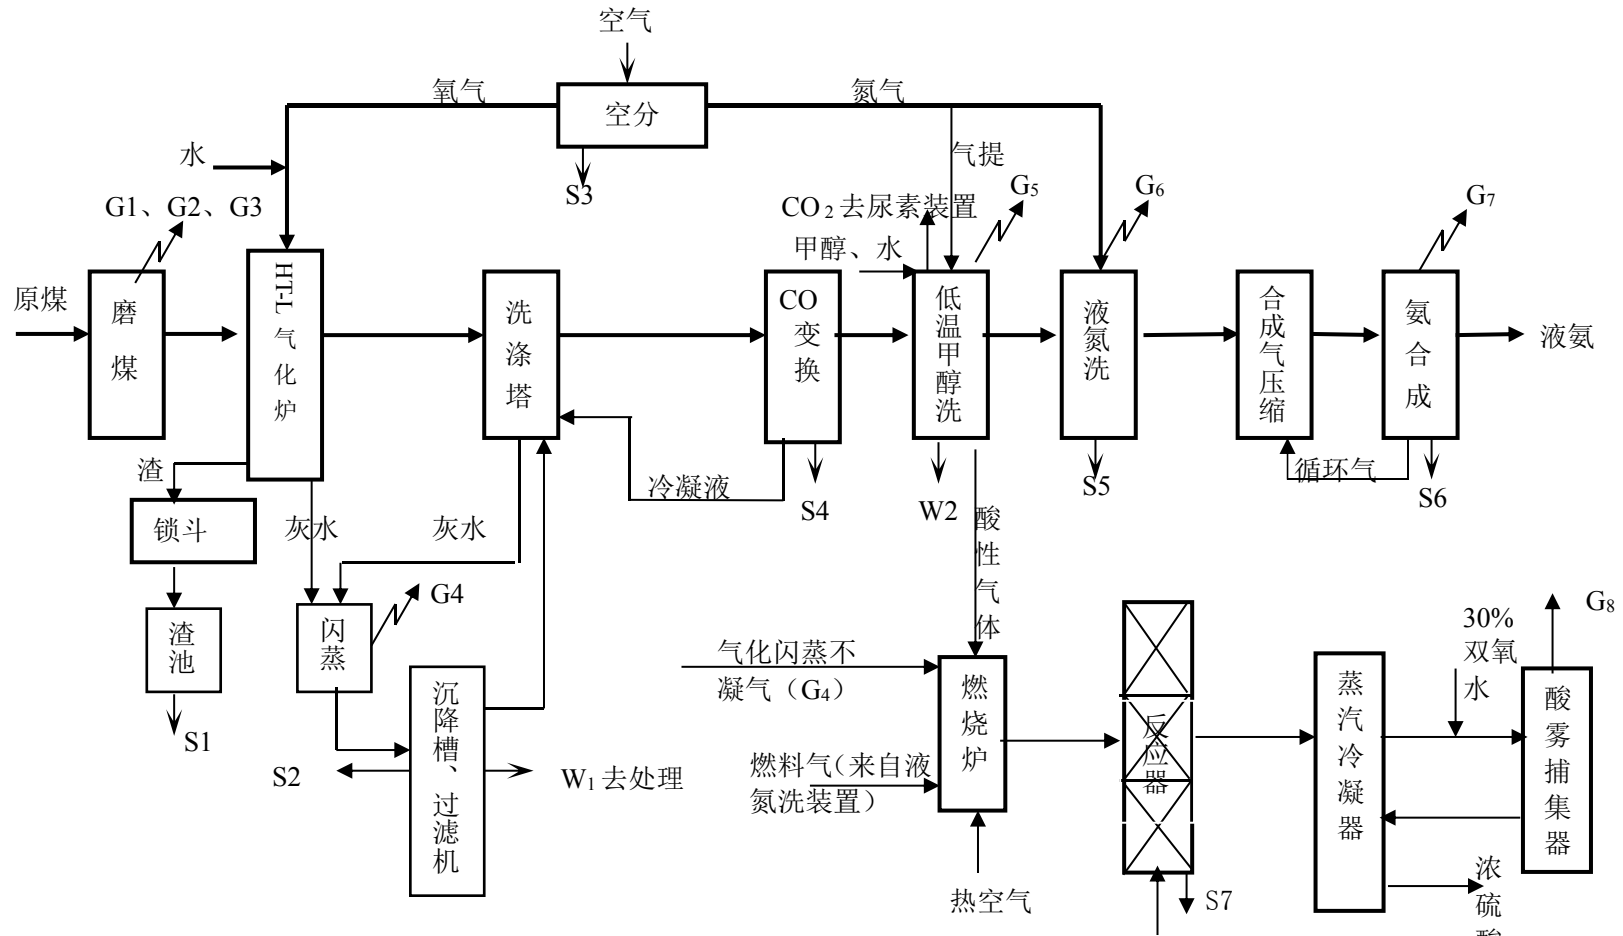 空气
氧气
空分
氮气
水
气提
S3
G1、G2、G3
CO₂去尿素装置
G₅
G₆
G₇
甲醇、水
原煤
磨煤
HT-L气化炉
洗涤塔
CO变换
低温甲醇洗
液氮洗
合成气压缩
氨合成
液氨
渣
冷凝液
循环气
S4
W2
S5
S6
锁斗
灰水
灰水
酸性气体
渣池
闪蒸
G4
S1
S2
沉降槽、过滤机
W₁去处理
气化闪蒸不
凝气（G₄）
燃料气（来自液
氮洗装置）
燃烧炉
热空气
反应器
S7
蒸汽冷凝器
30%
双氧
水
G₈
酸雾捕集器
浓硫